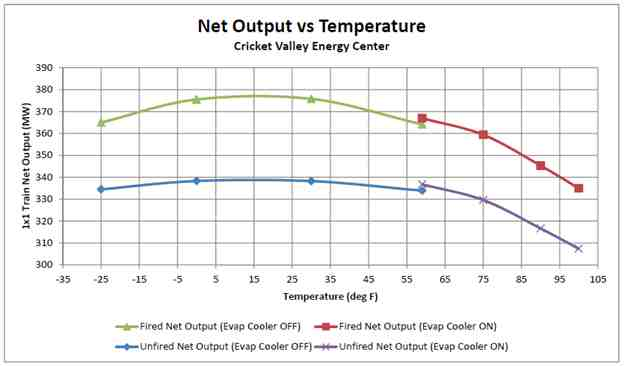 Net Output vs Temperature
Cricket Valley Energy Center
390
380
370
360
350
340
330
320
310
300
1x1 Train Net Output (MW)
-35 -25 -15 -5 5 15 25 35 45 55 65 75 85 95 105
Temperature (deg F)
Fired Net Output (Evap Cooler OFF) Fired Net Output (Evap Cooler ON)
Unfired Net Output (Evap Cooler OFF) Unfired Net Output (Evap Cooler ON)